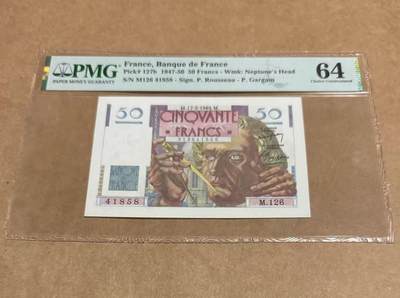 PMG
PAPER MONEY GUARANTY
France, Banque de France
Pick# 127b 1947-50 50 Francs - Wmk: Neptune's Head
S/N M126 41858 - Sign. P. Rousseau - P. Gargam
64
Choice Uncirculated
50
50
CINQUANTE
FRANCS
41858
M.126